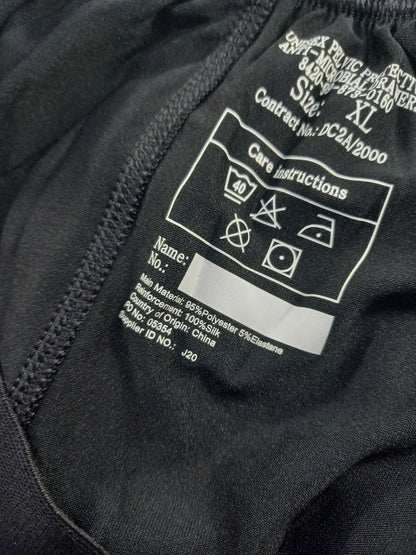 UNISEX PELVIC
ANTI-MICROBIAL
Size: XL
Contract No.: DC2A/2000
Care Instructions
40
Name:
No.:
Main Material: 95%Polyester 5%Elastane
Reinforcement: 100%Silk
Country of Origin: China
PO No: 05354
Supplier ID NO.: J20